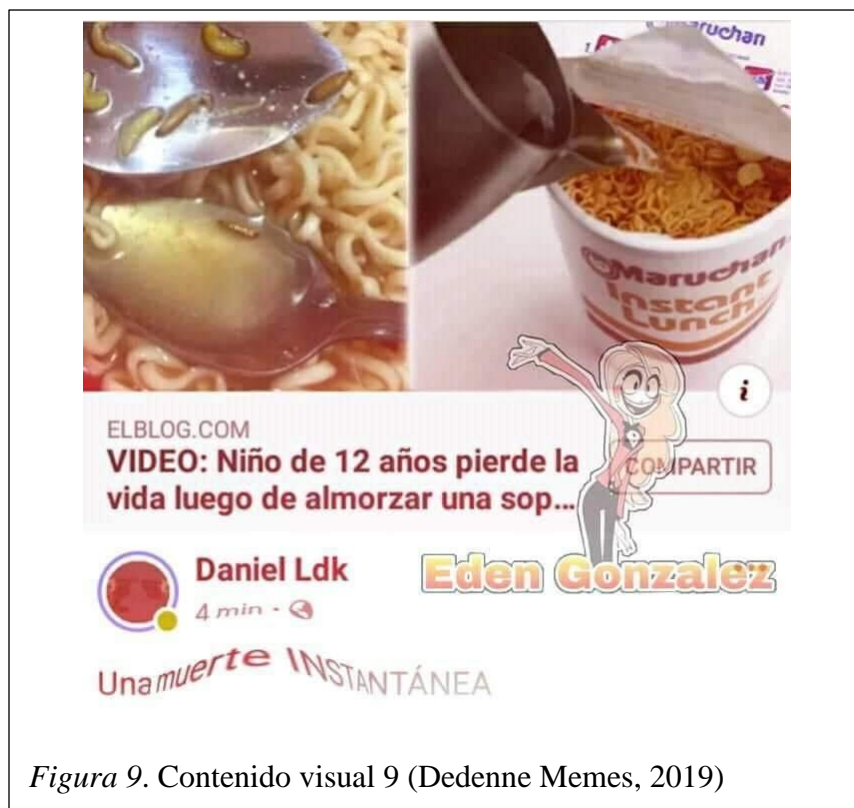 Maruchan
Maruchan
Instant
Lunch
i
ELBLOG.COM
VIDEO: Niño de 12 años pierde la
vida luego de almorzar una sop...
COMPARTIR
Daniel Ldk
Eden Gonzalez
4 min
Una muerte INSTANTÁNEA
Figura 9. Contenido visual 9 (Dedenne Memes, 2019)